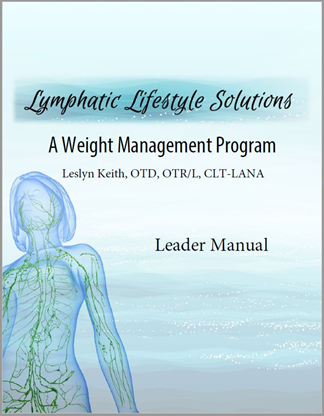 Lymphatic Lifestyle Solutions
A Weight Management Program
Leslyn Keith, OTD, OTR/L, CLT-LANA
Leader Manual